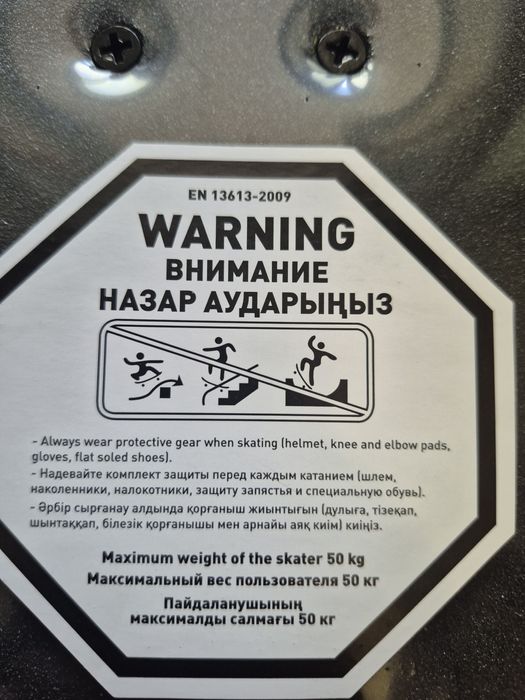 EN 13613-2009
WARNING
ВНИМАНИЕ
НАЗАР АУДАРЫҢЫЗ
- Always wear protective gear when skating (helmet, knee and elbow pads,
gloves, flat soled shoes).
- Надевайте комплект защиты перед каждым катанием (шлем,
наколенники, налокотники, защиту запястья и специальную обувь).
- Әрбір сырғанау алдында қорғаныш жиынтығын (дулыға, тізеқап,
шынтаққап, білезік қорғанышы мен арнайы аяқ киім) киіңіз.
Maximum weight of the skater 50 kg
Максимальный вес пользователя 50 кг
Пайдаланушының
максималды салмағы 50 кг